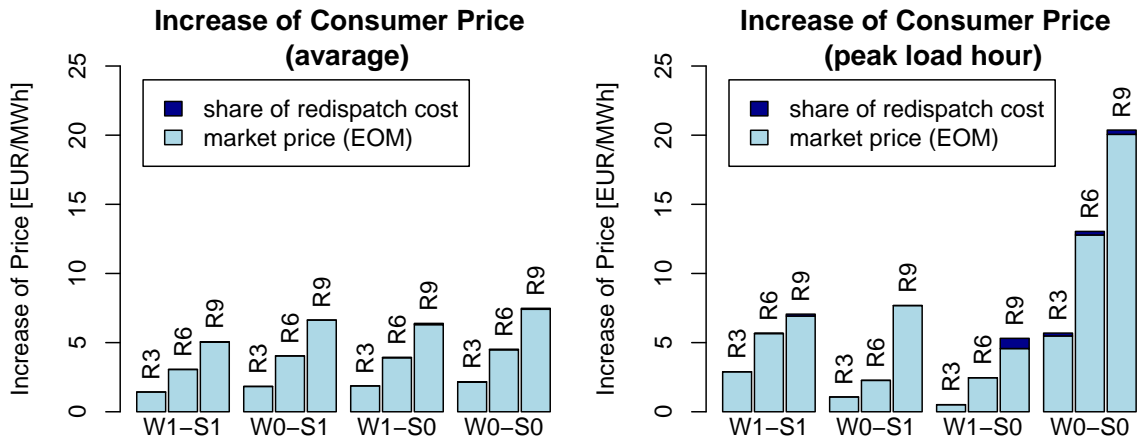 Increase of Consumer Price
(avarage)
Increase of Price [EUR/MWh]
0
5
10
15
20
25
share of redispatch cost
market price (EOM)
R3
R6
R9
R3
R6
R9
R3
R6
R9
R3
R6
R9
W1−S1
W0−S1
W1−S0
W0−S0
Increase of Consumer Price
(peak load hour)
Increase of Price [EUR/MWh]
0
5
10
15
20
25
share of redispatch cost
market price (EOM)
R3
R6
R9
R3
R6
R9
R3
R6
R9
R3
R6
R9
W1−S1
W0−S1
W1−S0
W0−S0